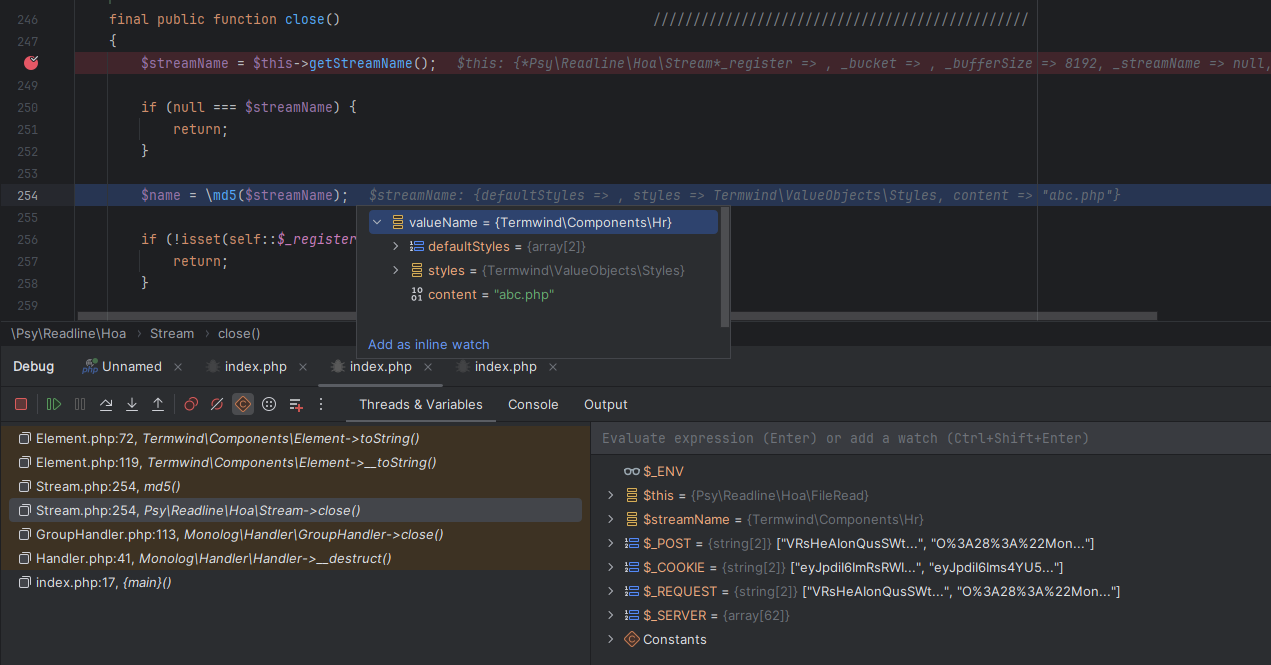 246 final public function close() ///////////////////////////////////////////////
247 {
$streamName = $this->getStreamName(); $this: {*Psy\Readline\Hoa\Stream*_register => , _bucket => , _bufferSize => 8192, _streamName => null,
249
250 if (null === $streamName) {
251 return;
252 }
253
254 $name = \md5($streamName); $streamName: {defaultStyles => , styles => Termwind\ValueObjects\Styles, content => "abc.php"}
255
256 if (!isset(self::$_register
257 return;
258 }
259
valueName = {Termwind\Components\Hr}
defaultStyles = {array[2]}
styles = {Termwind\ValueObjects\Styles}
content = "abc.php"
Add as inline watch
\Psy\Readline\Hoa › Stream › close()
Debug Unnamed index.php index.php index.php
Threads & Variables Console Output
Element.php:72, Termwind\Components\Element->toString()
Element.php:119, Termwind\Components\Element->__toString()
Stream.php:254, md5()
Stream.php:254, Psy\Readline\Hoa\Stream->close()
GroupHandler.php:113, Monolog\Handler\GroupHandler->close()
Handler.php:41, Monolog\Handler\Handler->__destruct()
index.php:17, {main}()
Evaluate expression (Enter) or add a watch (Ctrl+Shift+Enter)
$_ENV
$this = {Psy\Readline\Hoa\FileRead}
$streamName = {Termwind\Components\Hr}
$_POST = {string[2]} ["VRsHeAlonQusSWt...", "O%3A28%3A%22Mon..."]
$_COOKIE = {string[2]} ["eyJpdiI6ImRsRWl...", "eyJpdiI6Ims4YU5..."]
$_REQUEST = {string[2]} ["VRsHeAlonQusSWt...", "O%3A28%3A%22Mon..."]
$_SERVER = {array[62]}
Constants